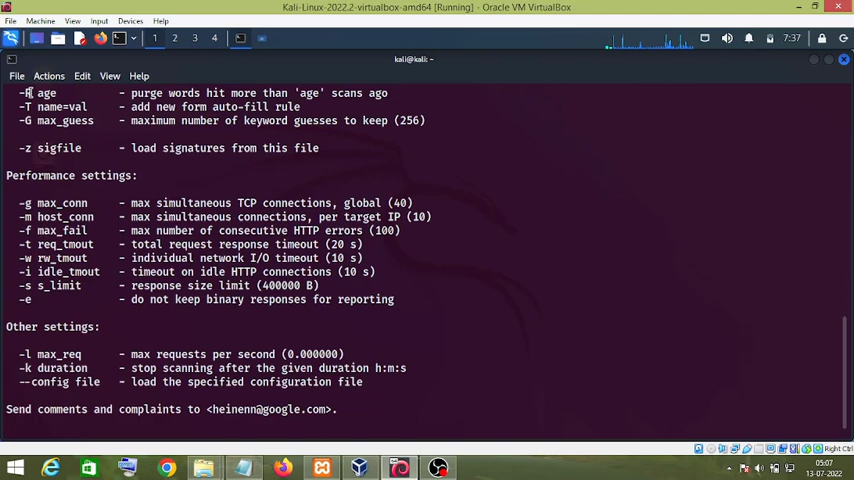 Kali-Linux-2022.2-virtualbox-amd64 [Running] - Oracle VM VirtualBox
File Machine View Input Devices Help
1 2 3 4
7:37
kali@kali: ~
File Actions Edit View Help
-R age - purge words hit more than 'age' scans ago
-T name=val - add new form auto-fill rule
-G max_guess - maximum number of keyword guesses to keep (256)
-z sigfile - load signatures from this file
Performance settings:
-g max_conn - max simultaneous TCP connections, global (40)
-m host_conn - max simultaneous connections, per target IP (10)
-f max_fail - max number of consecutive HTTP errors (100)
-t req_tmout - total request response timeout (20 s)
-w rw_tmout - individual network I/O timeout (10 s)
-i idle_tmout - timeout on idle HTTP connections (10 s)
-s s_limit - response size limit (400000 B)
-e - do not keep binary responses for reporting
Other settings:
-l max_req - max requests per second (0.000000)
-k duration - stop scanning after the given duration h:m:s
--config file - load the specified configuration file
Send comments and complaints to <heinenn@google.com>.
Right Ctrl
05:07
13-07-2022